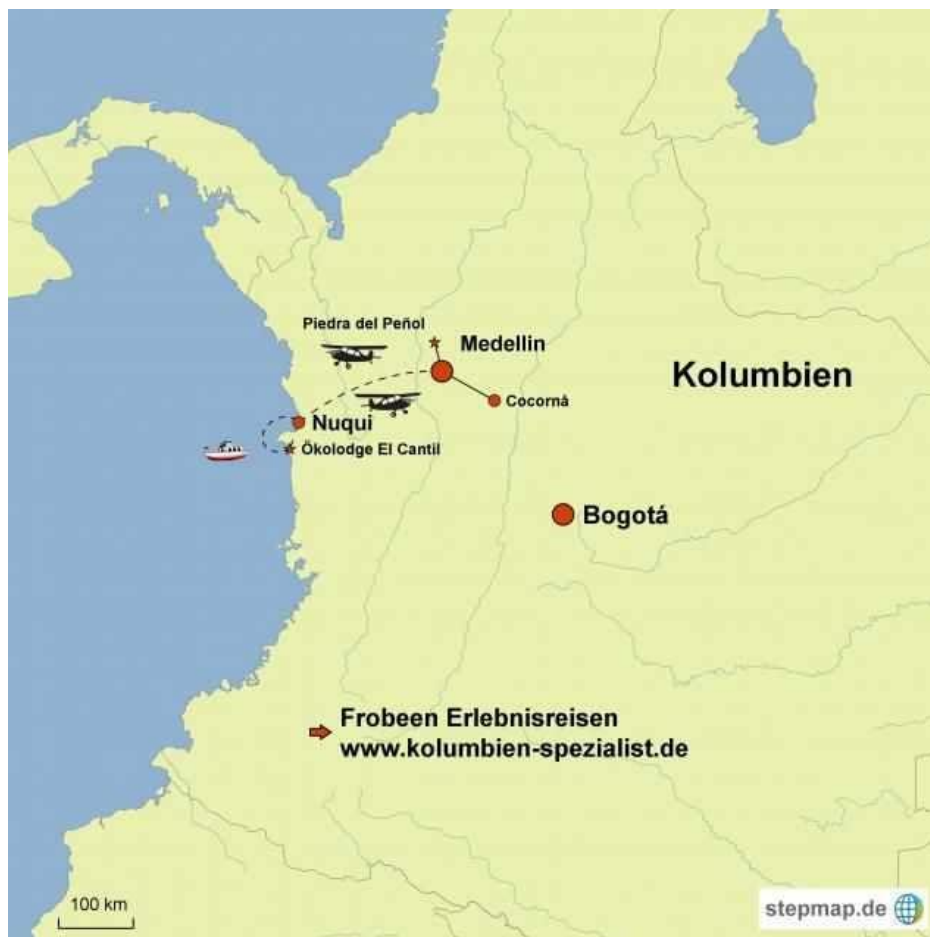 Piedra del Peñol
Medellin
Kolumbien
Cocorná
Nuqui
Ökolodge El Cantil
Bogotá
Frobeen Erlebnisreisen
www.kolumbien-spezialist.de
100 km
stepmap.de